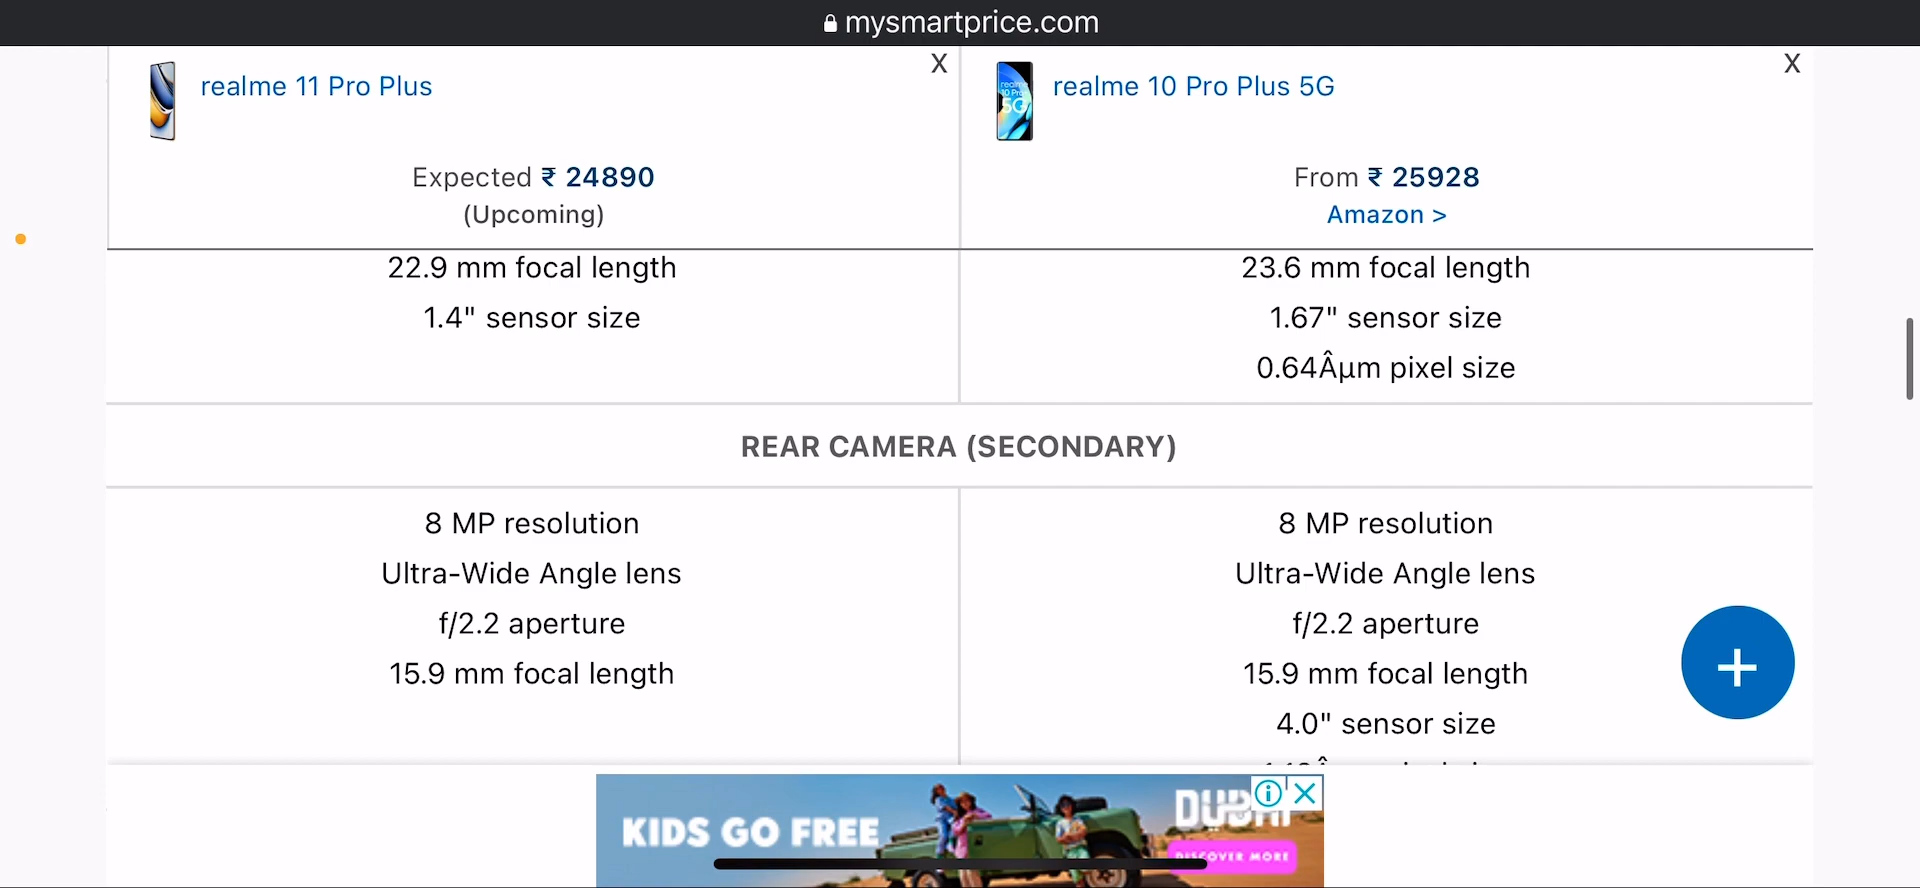 mysmartprice.com
realme 11 Pro Plus
X
realme 10 Pro Plus 5G
X
Expected ₹ 24890
(Upcoming)
From ₹ 25928
Amazon >
22.9 mm focal length
1.4" sensor size
23.6 mm focal length
1.67" sensor size
0.64Âµm pixel size
REAR CAMERA (SECONDARY)
8 MP resolution
Ultra-Wide Angle lens
f/2.2 aperture
15.9 mm focal length
8 MP resolution
Ultra-Wide Angle lens
f/2.2 aperture
15.9 mm focal length
4.0" sensor size
+
KIDS GO FREE
DUBAI
DISCOVER MORE